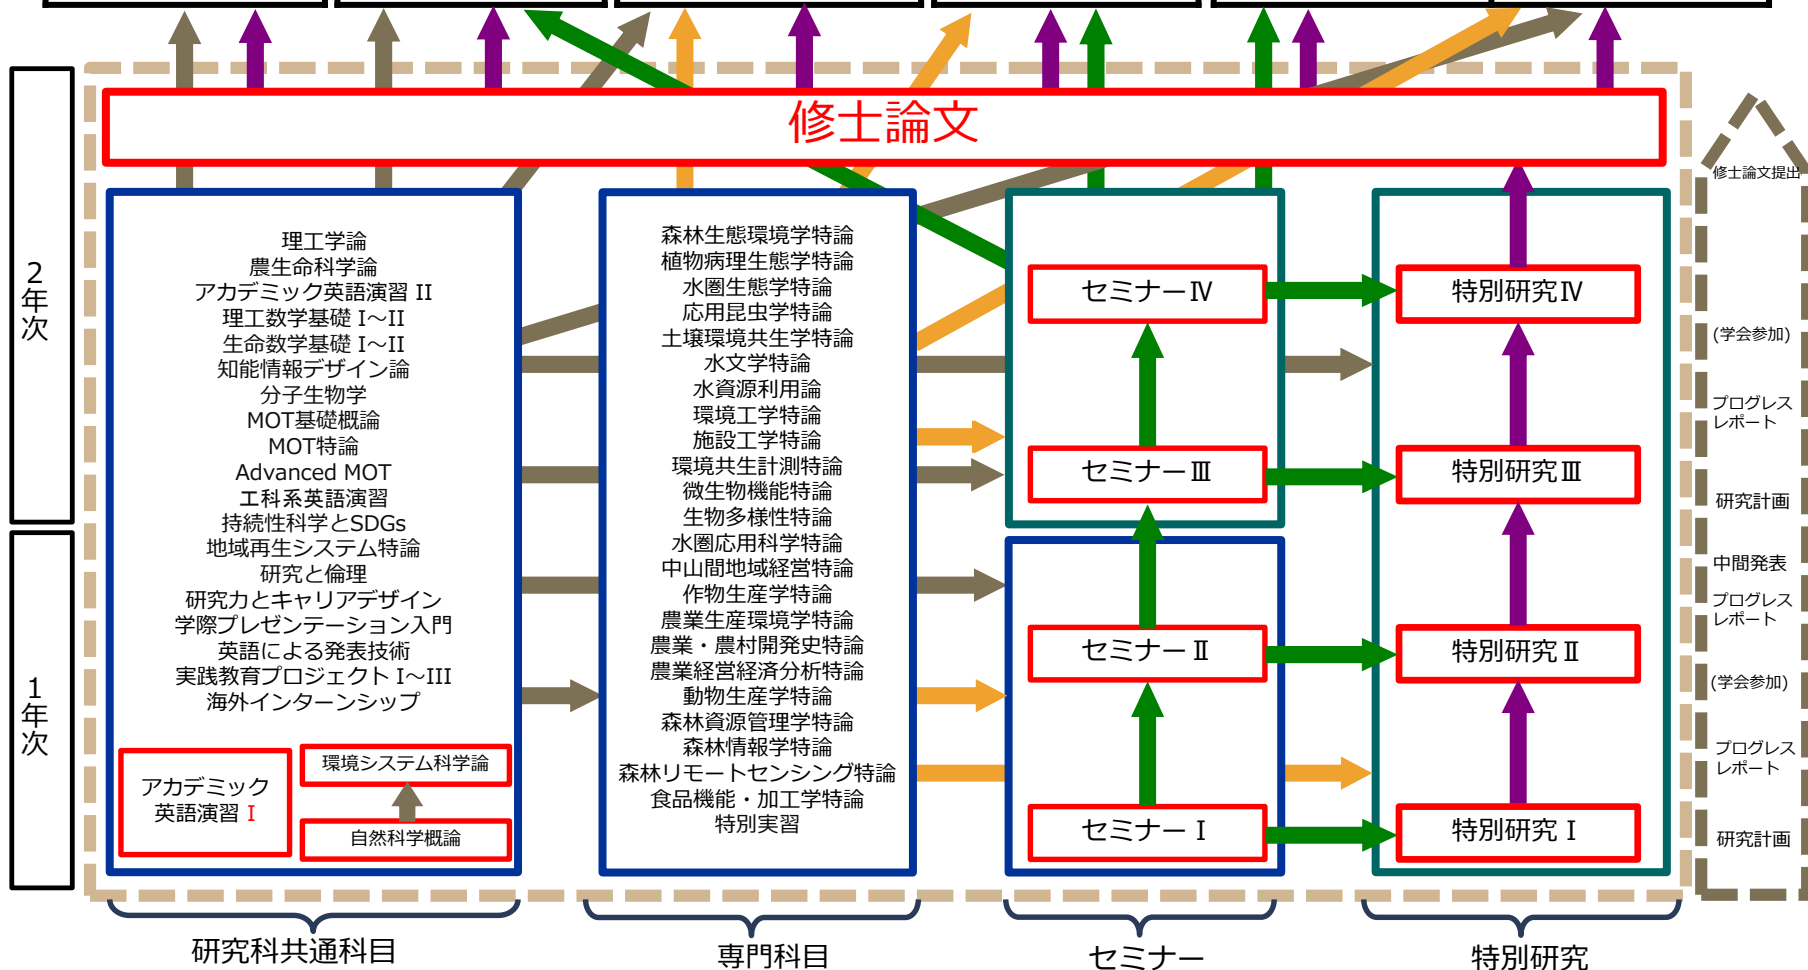 修士論文
2年次
1年次
理工学論
農生命科学論
アカデミック英語演習 II
理工数学基礎 I～II
生命数学基礎 I～II
知能情報デザイン論
分子生物学
MOT基礎概論
MOT特論
Advanced MOT
工科系英語演習
持続性科学とSDGs
地域再生システム特論
研究と倫理
研究力とキャリアデザイン
学際プレゼンテーション入門
英語による発表技術
実践教育プロジェクト I～III
海外インターンシップ
アカデミック
英語演習 I
環境システム科学論
自然科学概論
森林生態環境学特論
植物病理生態学特論
水圏生態学特論
応用昆虫学特論
土壌環境共生学特論
水文学特論
水資源利用論
環境工学特論
施設工学特論
環境共生計測特論
微生物機能特論
生物多様性特論
水圏応用科学特論
中山間地域経営特論
作物生産学特論
農業生産環境学特論
農業・農村開発史特論
農業経営経済分析特論
動物生産学特論
森林資源管理学特論
森林情報学特論
森林リモートセンシング特論
食品機能・加工学特論
特別実習
セミナーⅣ
セミナーⅢ
セミナーⅡ
セミナーⅠ
特別研究Ⅳ
特別研究Ⅲ
特別研究Ⅱ
特別研究Ⅰ
修士論文提出
(学会参加)
プログレス
レポート
研究計画
中間発表
プログレス
レポート
(学会参加)
プログレス
レポート
研究計画
研究科共通科目
専門科目
セミナー
特別研究